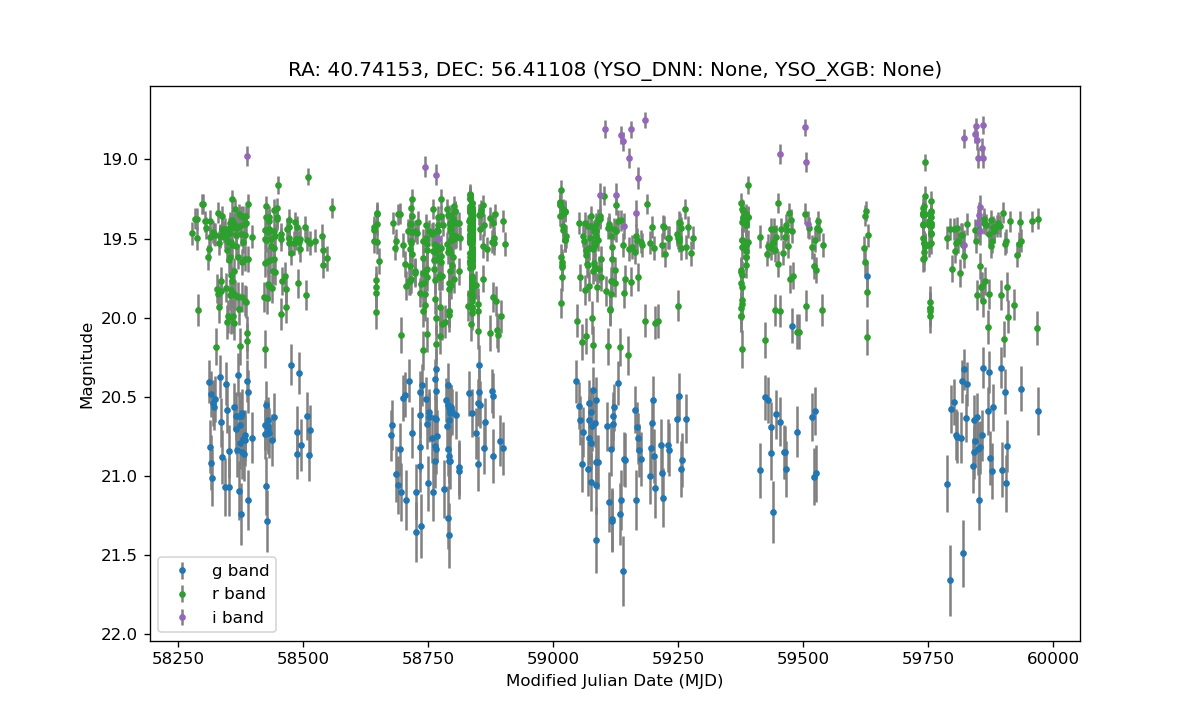 RA: 40.74153, DEC: 56.41108 (YSO_DNN: None, YSO_XGB: None)
19.0
19.5
20.0
20.5
21.0
21.5
22.0
Magnitude
g band
r band
i band
58250 58500 58750 59000 59250 59500 59750 60000
Modified Julian Date (MJD)